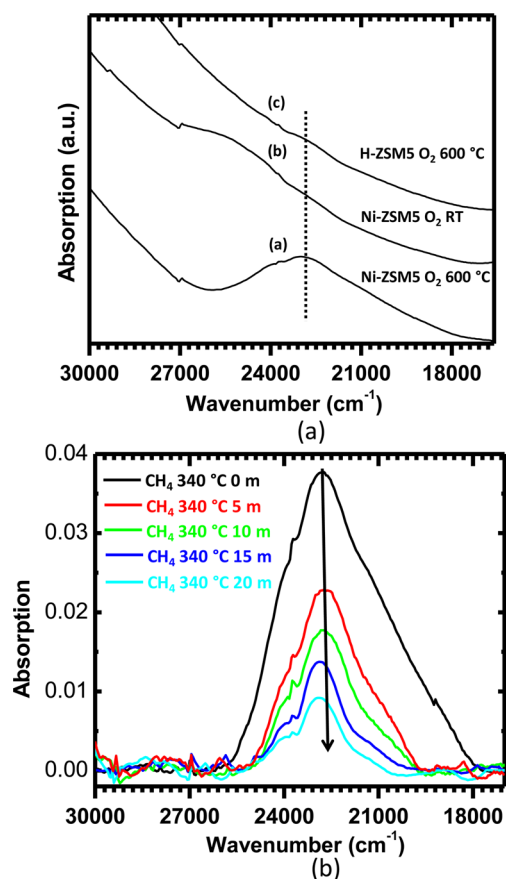 Absorption (a.u.)
(c)
H-ZSM5 O₂ 600 °C
(b)
Ni-ZSM5 O₂ RT
(a)
Ni-ZSM5 O₂ 600 °C
30000 27000 24000 21000 18000
Wavenumber (cm⁻¹)
(a)
Absorption
0.04
0.03
0.02
0.01
0.00
CH₄ 340 °C 0 m
CH₄ 340 °C 5 m
CH₄ 340 °C 10 m
CH₄ 340 °C 15 m
CH₄ 340 °C 20 m
30000 27000 24000 21000 18000
Wavenumber (cm⁻¹)
(b)